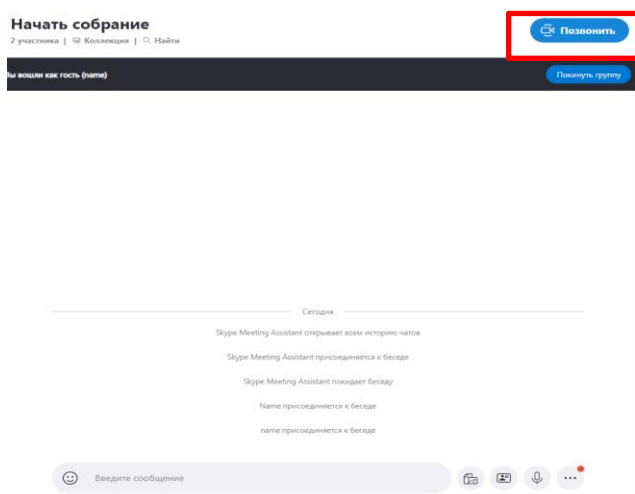 Начать собрание
Позвонить
2 участника | Коллекция | Найти
Вы вошли как гость (name)
Покинуть группу
Сегодня
Skype Meeting Assistant открывает всем историю чатов
Skype Meeting Assistant присоединяется к беседе
Skype Meeting Assistant покидает беседу
Name присоединяется к беседе
name присоединяется к беседе
Введите сообщение